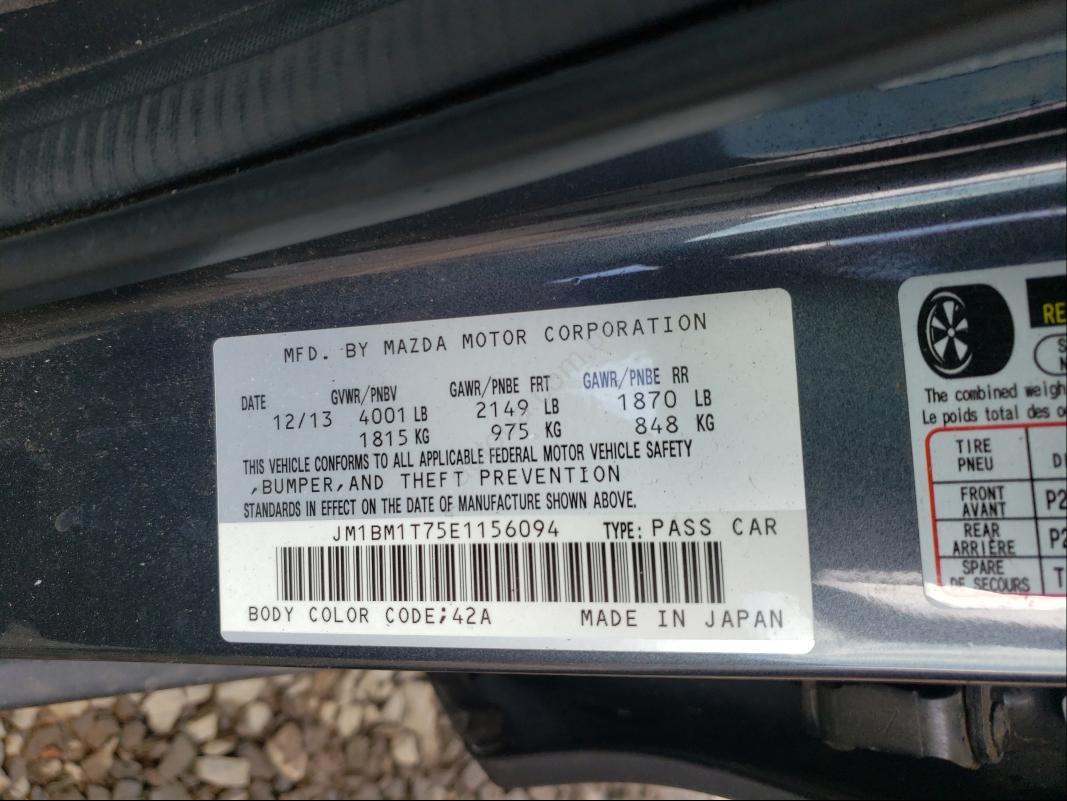 MFD. BY MAZDA MOTOR CORPORATION
DATE GVWR/PNBV GAWR/PNBE FRT GAWR/PNBE RR
12/13 4001 LB 2149 LB 1870 LB
1815 KG 975 KG 848 KG
THIS VEHICLE CONFORMS TO ALL APPLICABLE FEDERAL MOTOR VEHICLE SAFETY
,BUMPER,AND THEFT PREVENTION
STANDARDS IN EFFECT ON THE DATE OF MANUFACTURE SHOWN ABOVE.
JM1BM1T75E1156094 TYPE: PASS CAR
BODY COLOR CODE;42A MADE IN JAPAN
RE
The combined weigh
Le poids total des o
TIRE
PNEU
FRONT
AVANT
REAR
ARRIÈRE
SPARE
DE SECOURS